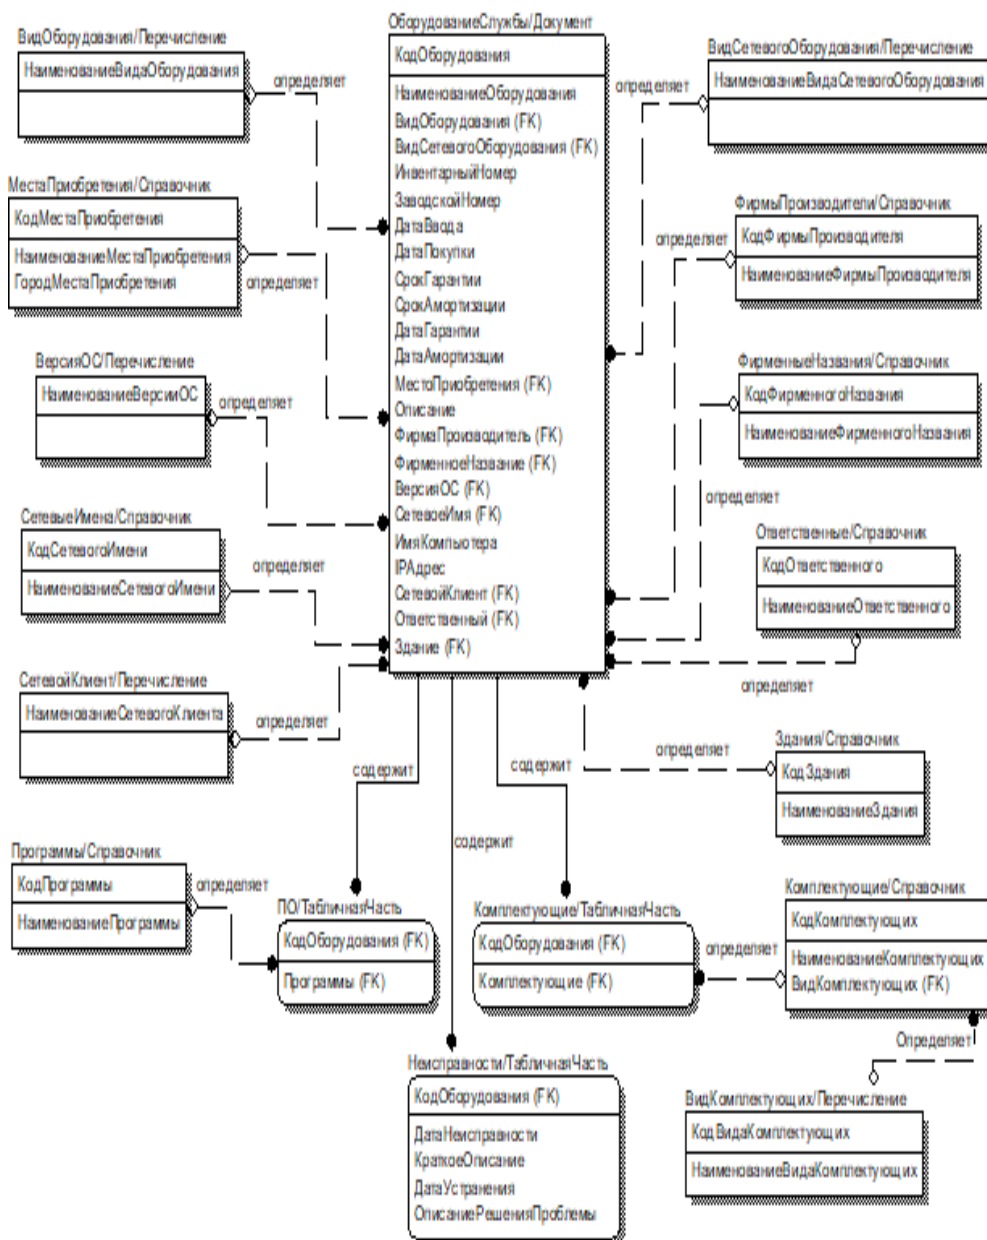 ОборудованиеСлужбы/Документ
КодОборудования
НаименованиеОборудования
ВидОборудования (FK)
ВидСетевогоОборудования (FK)
ИнвентарныйНомер
ЗаводскойНомер
ДатаВвода
ДатаПокупки
СрокГарантии
СрокАмортизации
ДатаГарантии
ДатаАмортизации
МестоПриобретения (FK)
Описание
ФирмаПроизводитель (FK)
ФирменноеНазвание (FK)
ВерсияОС (FK)
СетевоеИмя (FK)
ИмяКомпьютера
IPАдрес
СетевойКлиент (FK)
Ответственный (FK)
Здание (FK)
ВидОборудования/Перечисление
НаименованиеВидаОборудования
определяет
МестаПриобретения/Справочник
КодМестаПриобретения
НаименованиеМестаПриобретения
ГородМестаПриобретения
определяет
ВерсияОС/Перечисление
НаименованиеВерсииОС
определяет
СетевыеИмена/Справочник
КодСетевогоИмени
НаименованиеСетевогоИмени
определяет
СетевойКлиент/Перечисление
НаименованиеСетевогоКлиента
определяет
ВидСетевогоОборудования/Перечисление
НаименованиеВидаСетевогоОборудования
определяет
ФирмыПроизводители/Справочник
КодФирмыПроизводителя
НаименованиеФирмыПроизводителя
определяет
ФирменныеНазвания/Справочник
КодФирменногоНазвания
НаименованиеФирменногоНазвания
определяет
Ответственные/Справочник
КодОтветственного
НаименованиеОтветственного
определяет
Здания/Справочник
КодЗдания
НаименованиеЗдания
определяет
содержит
содержит
содержит
Программы/Справочник
КодПрограммы
НаименованиеПрограммы
определяет
ПО/ТабличнаяЧасть
КодОборудования (FK)
Программы (FK)
Комплектующие/ТабличнаяЧасть
КодОборудования (FK)
Комплектующие (FK)
определяет
Комплектующие/Справочник
КодКомплектующих
НаименованиеКомплектующих
ВидКомплектующих (FK)
Определяет
Неисправности/ТабличнаяЧасть
КодОборудования (FK)
ДатаНеисправности
КраткоеОписание
ДатаУстранения
ОписаниеРешенияПроблемы
ВидКомплектующих/Перечисление
КодВидаКомплектующих
НаименованиеВидаКомплектующих